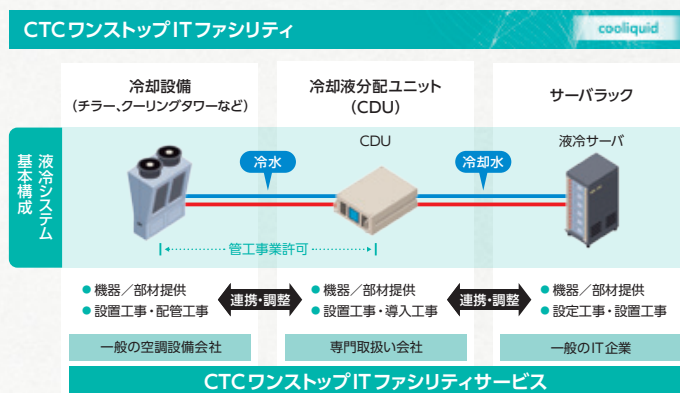 CTCワンストップITファシリティ
cooliquid
冷却設備
（チラー、クーリングタワーなど）
冷却液分配ユニット
（CDU）
サーバラック
液冷システム
基本構成
CDU
液冷サーバ
冷水
冷却水
管工事業許可
●機器／部材提供
●設置工事・配管工事
連携・調整
●機器／部材提供
●設置工事・導入工事
連携・調整
●機器／部材提供
●設定工事・設置工事
一般の空調設備会社
専門取扱い会社
一般のIT企業
CTCワンストップITファシリティサービス